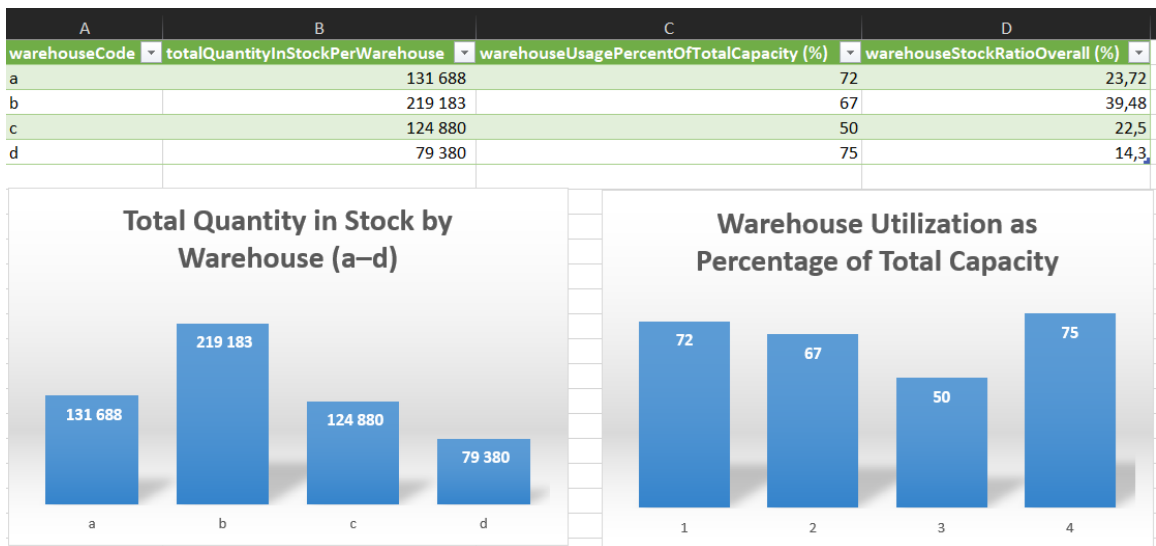 A B C D
warehouseCode totalQuantityInStockPerWarehouse warehouseUsagePercentOfTotalCapacity (%) warehouseStockRatioOverall (%)
a 131 688 72 23,72
b 219 183 67 39,48
c 124 880 50 22,5
d 79 380 75 14,3
Total Quantity in Stock by
Warehouse (a–d)
219 183
131 688
124 880
79 380
a b c d
Warehouse Utilization as
Percentage of Total Capacity
72
67
50
75
1 2 3 4